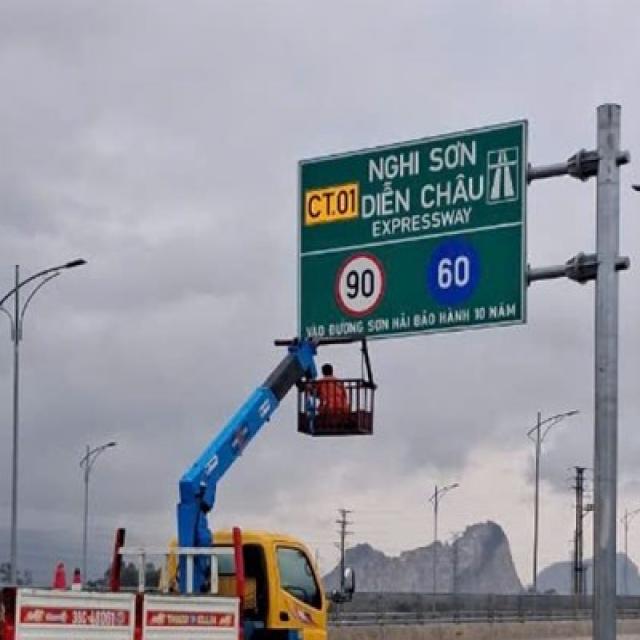 NGHI SƠN
CT.01 DIỄN CHÂU
EXPRESSWAY
90 60
VÀO ĐƯỜNG SƠN HẢI BẢO HÀNH 10 NĂM